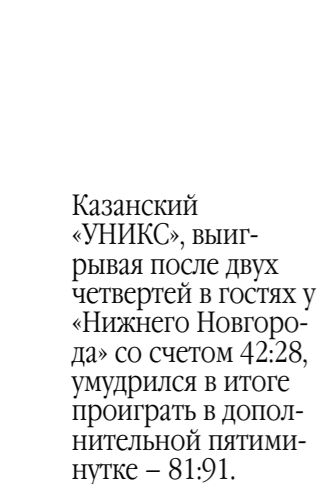 Казанский
«УНИКС», выиг-
рывая после двух
четвертей в гостях у
«Нижнего Новгоро-
да» со счетом 42:28,
умудрился в итоге
проиграть в допол-
нительной пятими-
нутке – 81:91.